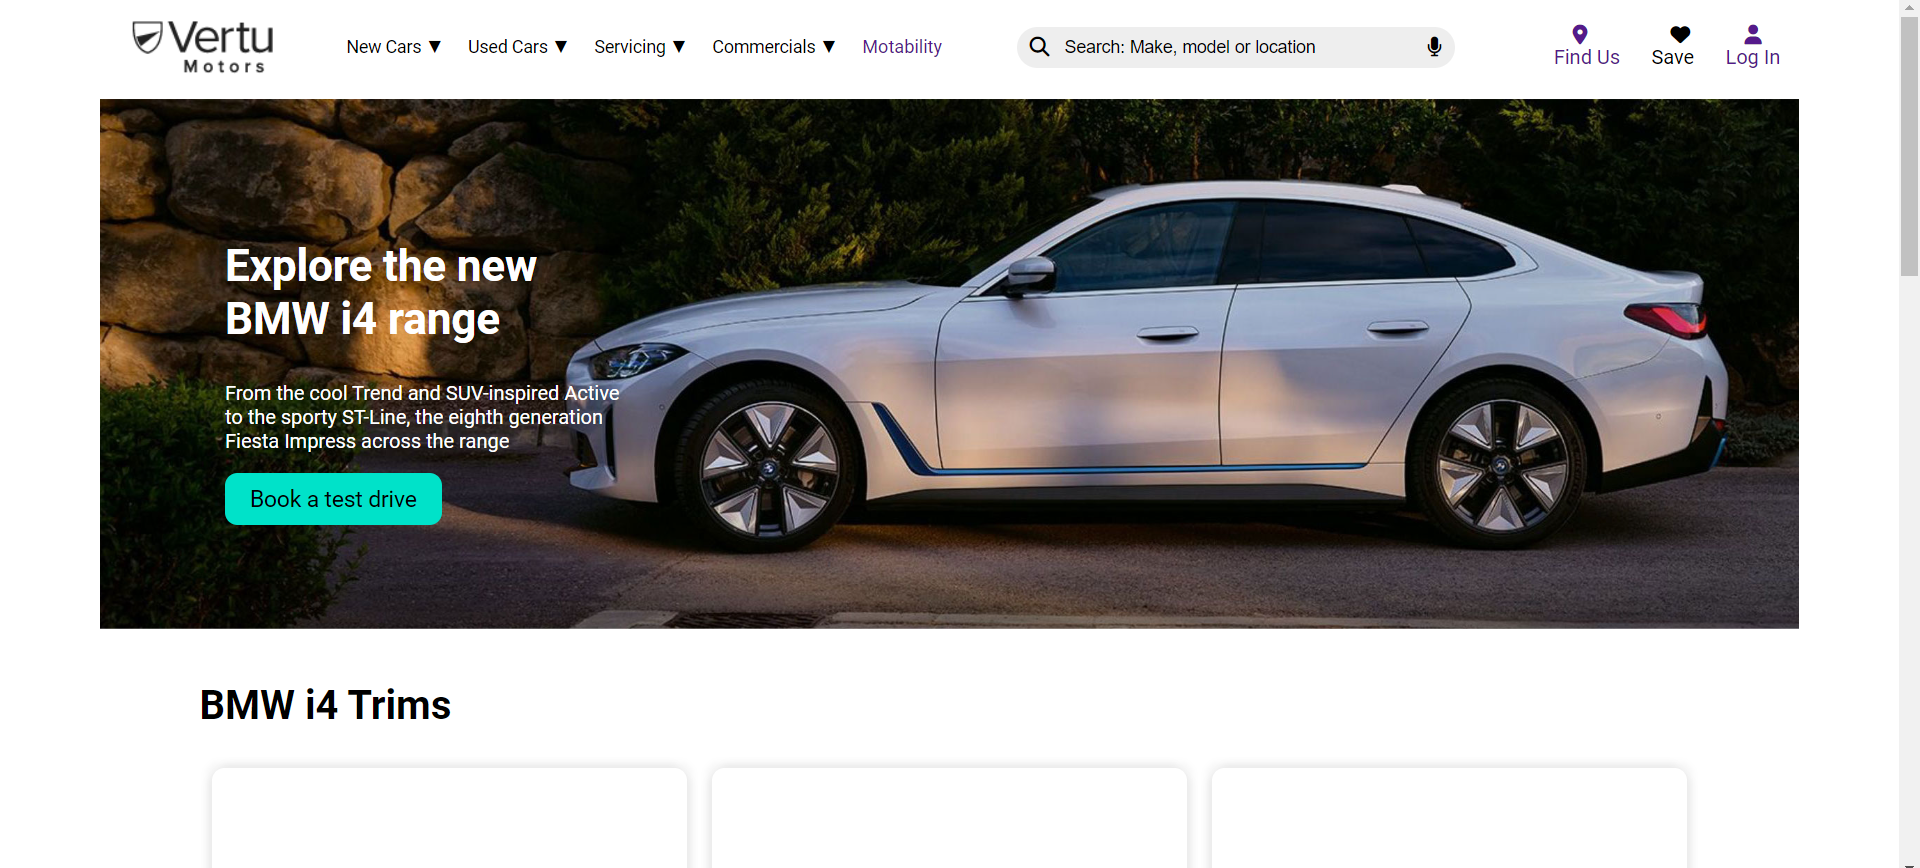 Vertu
Motors
New Cars ▼
Used Cars ▼
Servicing ▼
Commercials ▼
Motability
Search: Make, model or location
Find Us
Save
Log In
Explore the new
BMW i4 range
From the cool Trend and SUV-inspired Active
to the sporty ST-Line, the eighth generation
Fiesta Impress across the range
Book a test drive
BMW i4 Trims